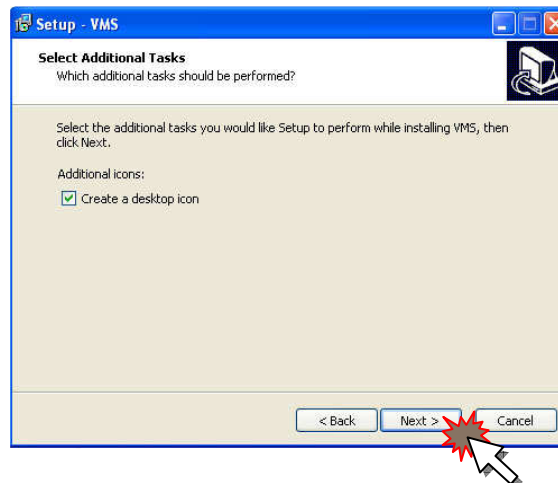 Setup - VMS
Select Additional Tasks
Which additional tasks should be performed?
Select the additional tasks you would like Setup to perform while installing VMS, then
click Next.
Additional icons:
Create a desktop icon
< Back
Next >
Cancel